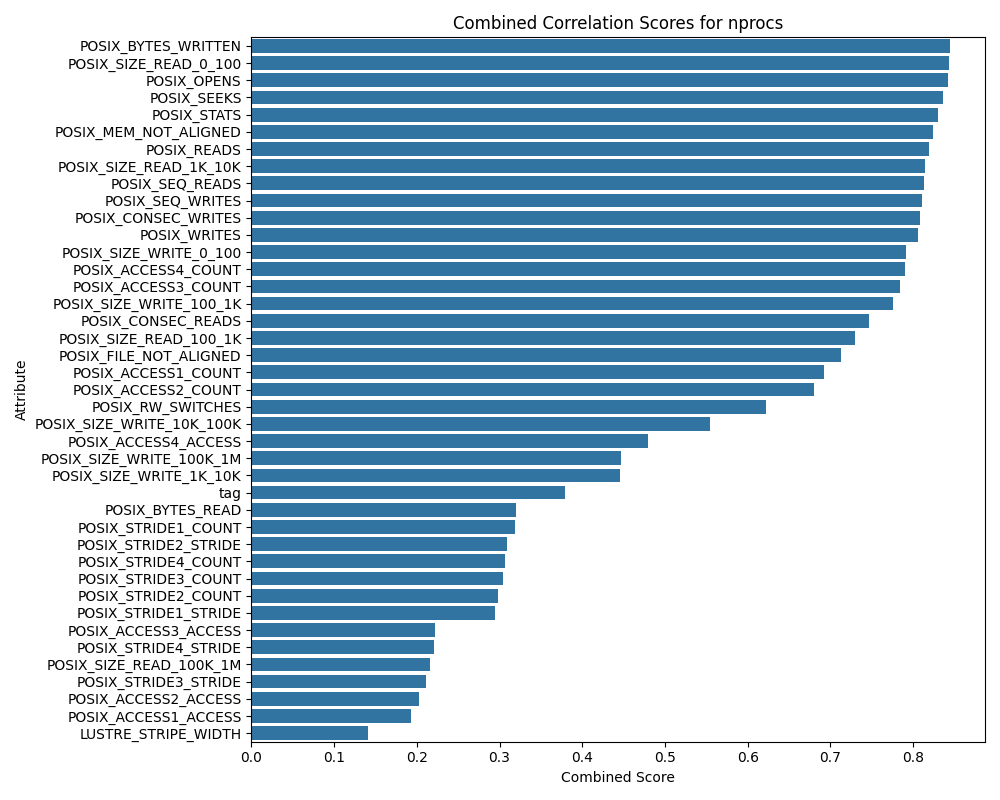 Combined Correlation Scores for nprocs
Attribute
POSIX_BYTES_WRITTEN
POSIX_SIZE_READ_0_100
POSIX_OPENS
POSIX_SEEKS
POSIX_STATS
POSIX_MEM_NOT_ALIGNED
POSIX_READS
POSIX_SIZE_READ_1K_10K
POSIX_SEQ_READS
POSIX_SEQ_WRITES
POSIX_CONSEC_WRITES
POSIX_WRITES
POSIX_SIZE_WRITE_0_100
POSIX_ACCESS4_COUNT
POSIX_ACCESS3_COUNT
POSIX_SIZE_WRITE_100_1K
POSIX_CONSEC_READS
POSIX_SIZE_READ_100_1K
POSIX_FILE_NOT_ALIGNED
POSIX_ACCESS1_COUNT
POSIX_ACCESS2_COUNT
POSIX_RW_SWITCHES
POSIX_SIZE_WRITE_10K_100K
POSIX_ACCESS4_ACCESS
POSIX_SIZE_WRITE_100K_1M
POSIX_SIZE_WRITE_1K_10K
tag
POSIX_BYTES_READ
POSIX_STRIDE1_COUNT
POSIX_STRIDE2_STRIDE
POSIX_STRIDE4_COUNT
POSIX_STRIDE3_COUNT
POSIX_STRIDE2_COUNT
POSIX_STRIDE1_STRIDE
POSIX_ACCESS3_ACCESS
POSIX_STRIDE4_STRIDE
POSIX_SIZE_READ_100K_1M
POSIX_STRIDE3_STRIDE
POSIX_ACCESS2_ACCESS
POSIX_ACCESS1_ACCESS
LUSTRE_STRIPE_WIDTH
0.0 0.1 0.2 0.3 0.4 0.5 0.6 0.7 0.8
Combined Score